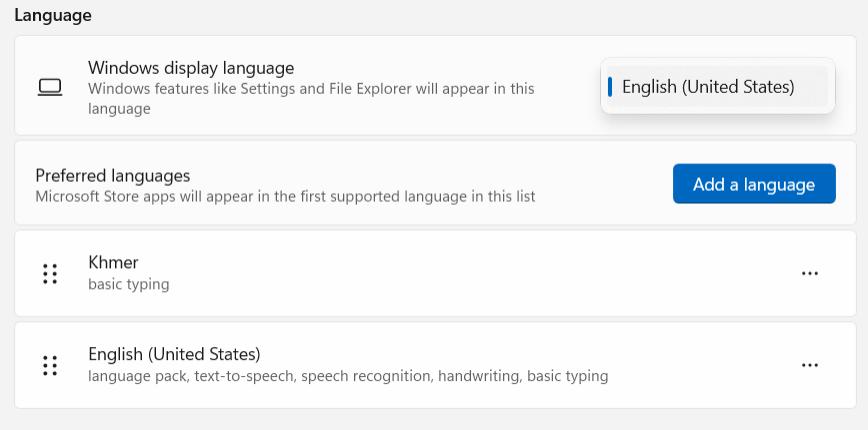 Language
Windows display language
Windows features like Settings and File Explorer will appear in this
language
English (United States)
Preferred languages
Microsoft Store apps will appear in the first supported language in this list
Add a language
Khmer
basic typing
English (United States)
language pack, text-to-speech, speech recognition, handwriting, basic typing